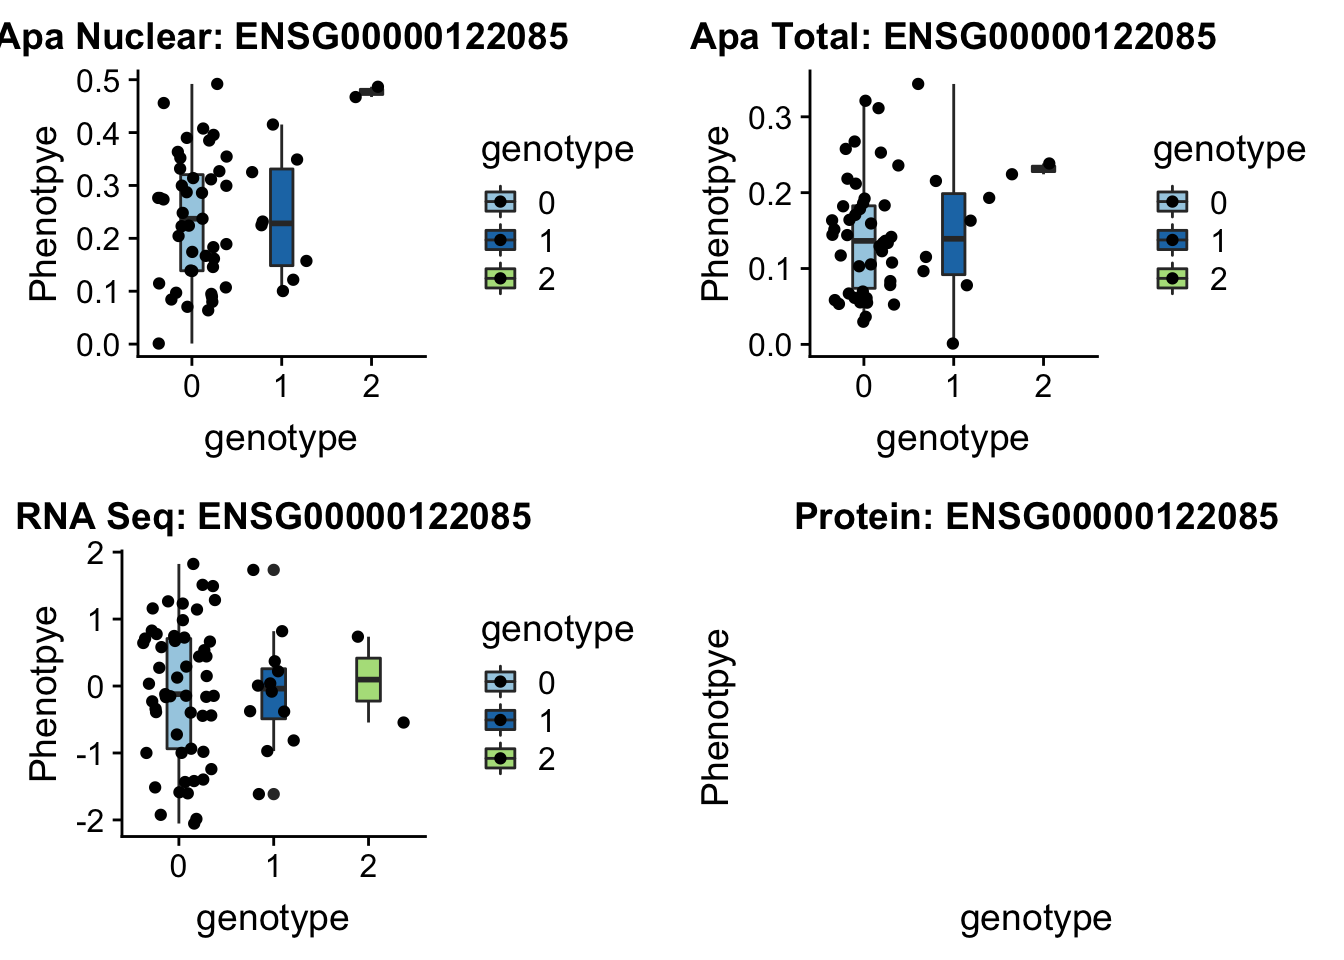 Apa Nuclear: ENSG00000122085
Phenotpye
0.5
0.4
0.3
0.2
0.1
0.0
0
1
2
genotype
genotype
0
1
2
Apa Total: ENSG00000122085
Phenotpye
0.3
0.2
0.1
0.0
0
1
2
genotype
genotype
0
1
2
RNA Seq: ENSG00000122085
Phenotpye
2
1
0
-1
-2
0
1
2
genotype
genotype
0
1
2
Protein: ENSG00000122085
Phenotpye
genotype